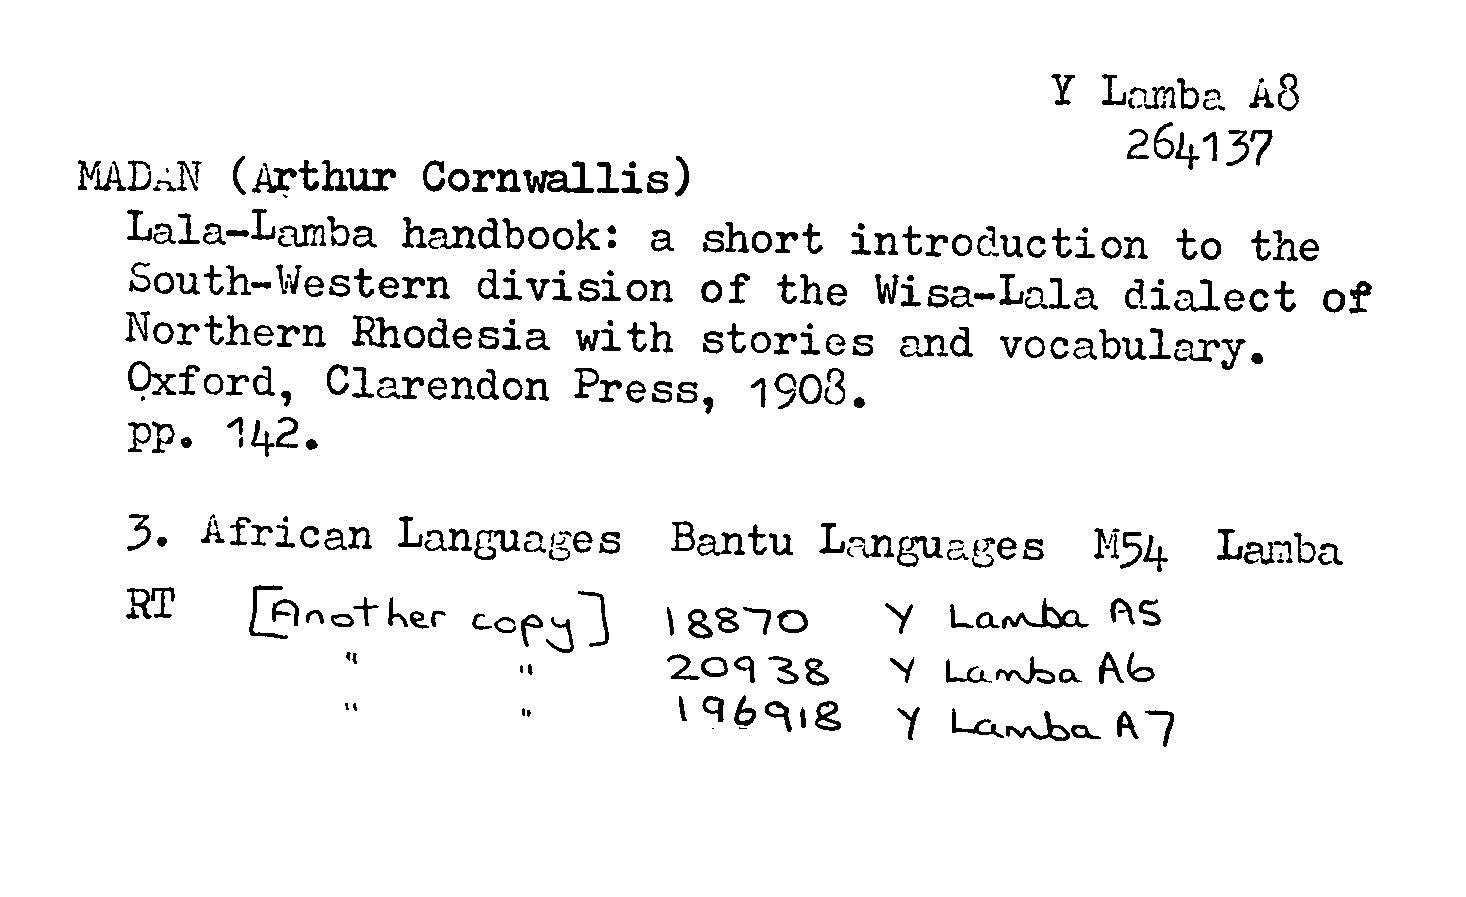 Y Lamba A8
264137
MADAN (Arthur Cornwallis)
Lala-Lamba handbook: a short introduction to the
South-Western division of the Wisa-Lala dialect of
Northern Rhodesia with stories and vocabulary.
Oxford, Clarendon Press, 1908.
pp. 142.
3. African Languages Bantu Languages M54 Lamba
RT [Another copy] 18870 Y Lamba A5
" " 20938 Y Lamba A6
" " 196918 Y Lamba A7